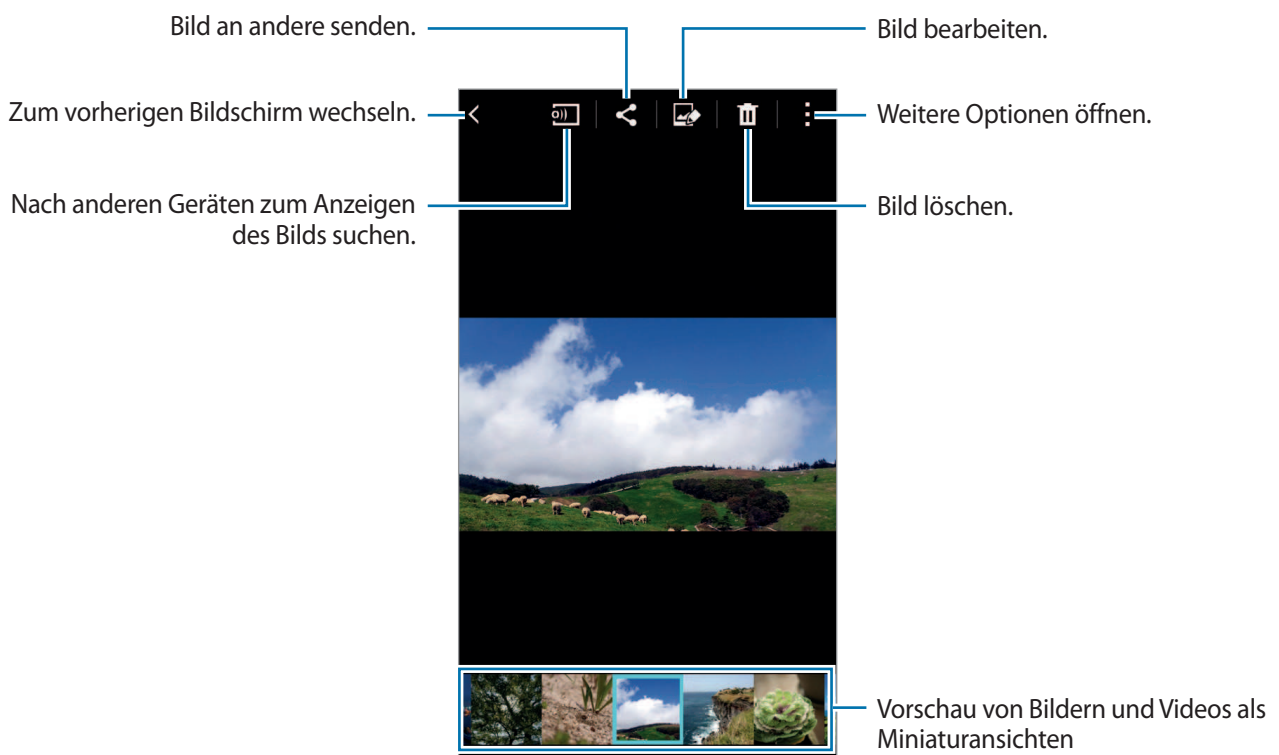 Bild an andere senden.
Bild bearbeiten.
Zum vorherigen Bildschirm wechseln.
Weitere Optionen öffnen.
Nach anderen Geräten zum Anzeigen
des Bilds suchen.
Bild löschen.
Vorschau von Bildern und Videos als
Miniaturansichten